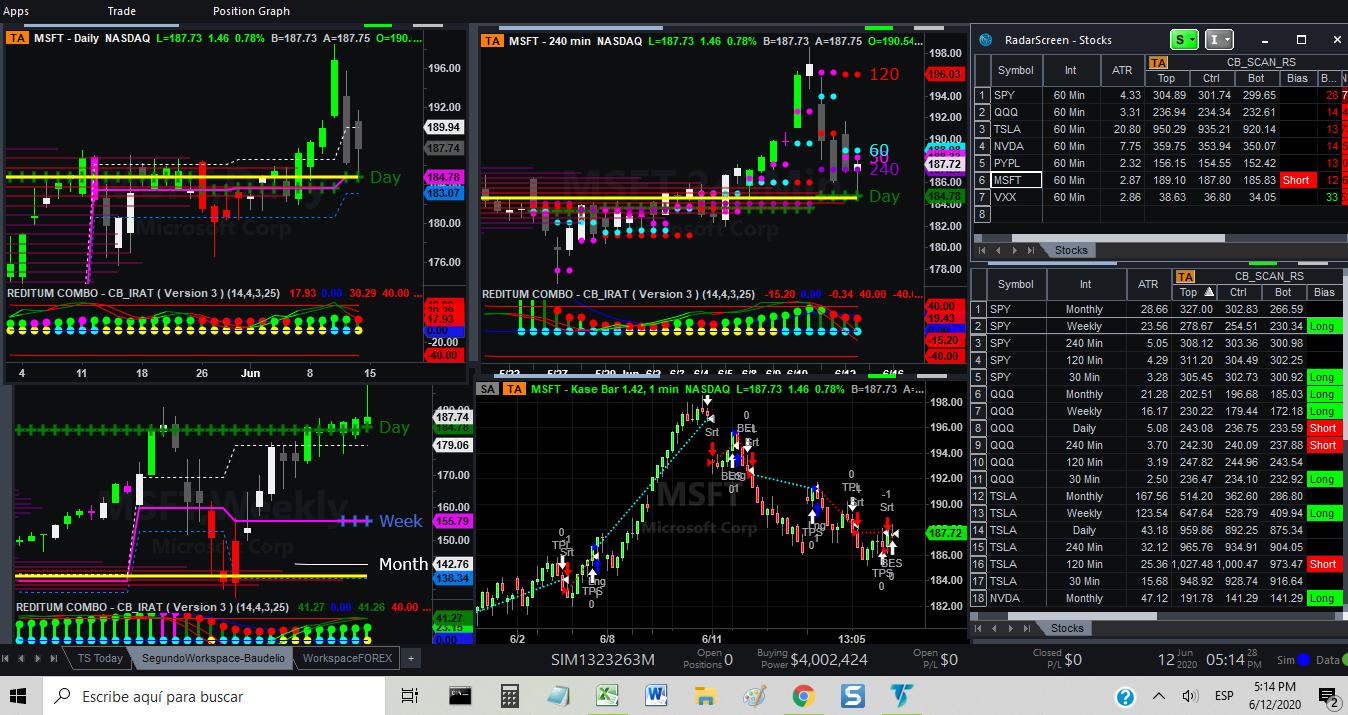 Apps Trade Position Graph
TA MSFT - Daily NASDAQ L=187.73 1.46 0.78% B=187.73 A=187.75 O=190....
196.00
192.00
189.94
187.74
184.78
183.07
180.00
176.00
Day
Microsoft Corp
REDITUM COMBO - CB_IRAT ( Version 3 ) (14,4,3,25) 17.93 0.00 30.29 40.00 ...
30.29
17.93
0.00
-20.00
-40.00
4 11 18 26 Jun 8 15
TA MSFT - 240 min NASDAQ L=187.73 1.46 0.78% B=187.73 A=187.75 O=190.54...
198.00
196.03
194.00
192.00
190.00
187.72
186.00
184.78
184.00
182.00
180.00
178.00
120
60
30
240
Day
Microsoft Corp
REDITUM COMBO - CB_IRAT ( Version 3 ) (14,4,3,25) -15.20 0.00 -0.34 40.00 -40....
40.00
19.43
-15.20
-40.00
5/22 5/27 5/29 Jun 6/3 6/4 6/5 6/8 6/9 6/10 6/12 6/16
187.74
184.78
179.06
170.00
160.00
155.79
150.00
142.76
138.34
Day
Week
Month
MSFT Weekly
Microsoft Corp
REDITUM COMBO - CB_IRAT ( Version 3 ) (14,4,3,25) 41.27 0.00 41.26 40.00 ...
41.27
23.15
0.00
SA TA MSFT - Kase Bar 1.42, 1 min NASDAQ L=187.73 1.46 0.78% B=187.73 A=...
198.00
196.00
194.00
192.00
190.00
187.72
186.00
184.00
182.00
MSFT
Microsoft Corp
6/2 6/8 6/11 13:05
RadarScreen - Stocks S I
Symbol Int ATR TA CB_SCAN_RS
Top Ctrl Bot Bias B...
1 SPY 60 Min 4.33 304.89 301.74 299.65 28
2 QQQ 60 Min 3.31 236.94 234.34 232.61 14
3 TSLA 60 Min 20.80 950.29 935.21 920.14 13
4 NVDA 60 Min 7.75 359.75 353.94 350.07 14
5 PYPL 60 Min 2.32 156.15 154.55 152.42 13
6 MSFT 60 Min 2.87 189.10 187.80 185.83 Short 12
7 VXX 60 Min 2.86 38.63 36.80 34.05 33
8
Stocks
Symbol Int ATR TA CB_SCAN_RS
Top Ctrl Bot Bias
1 SPY Monthly 28.66 327.00 302.83 266.59
2 SPY Weekly 23.56 278.67 254.51 230.34 Long
3 SPY 240 Min 5.05 308.12 303.36 300.98
4 SPY 120 Min 4.29 311.20 304.49 302.25
5 SPY 30 Min 3.28 305.45 302.73 300.92 Long
6 QQQ Monthly 21.28 202.51 196.68 185.03 Long
7 QQQ Weekly 16.17 230.22 179.44 172.18 Long
8 QQQ Daily 5.08 243.08 236.75 233.59 Short
9 QQQ 240 Min 3.70 242.30 240.09 237.88 Short
10 QQQ 120 Min 3.19 247.82 244.96 243.54
11 QQQ 30 Min 2.50 236.47 234.10 232.92 Long
12 TSLA Monthly 167.56 514.20 362.60 286.80
13 TSLA Weekly 123.54 647.64 528.79 409.94 Long
14 TSLA Daily 43.18 959.86 892.25 875.34
15 TSLA 240 Min 32.12 965.76 934.91 904.05
16 TSLA 120 Min 25.36 1,027.48 1,000.47 973.47 Short
17 TSLA 30 Min 15.68 948.92 928.74 916.64
18 NVDA Monthly 47.12 191.78 141.29 141.29 Long
Stocks
TS Today SegundoWorkspace-Baudelio WorkspaceFOREX +
SIM1323263M Open Positions 0 Buying Power $4,002,424 Open P/L $0 Closed P/L $0 12 Jun 2020 05:14 28 PM Sim Data
Escribe aquí para buscar
ESP
5:14 PM
6/12/2020
2